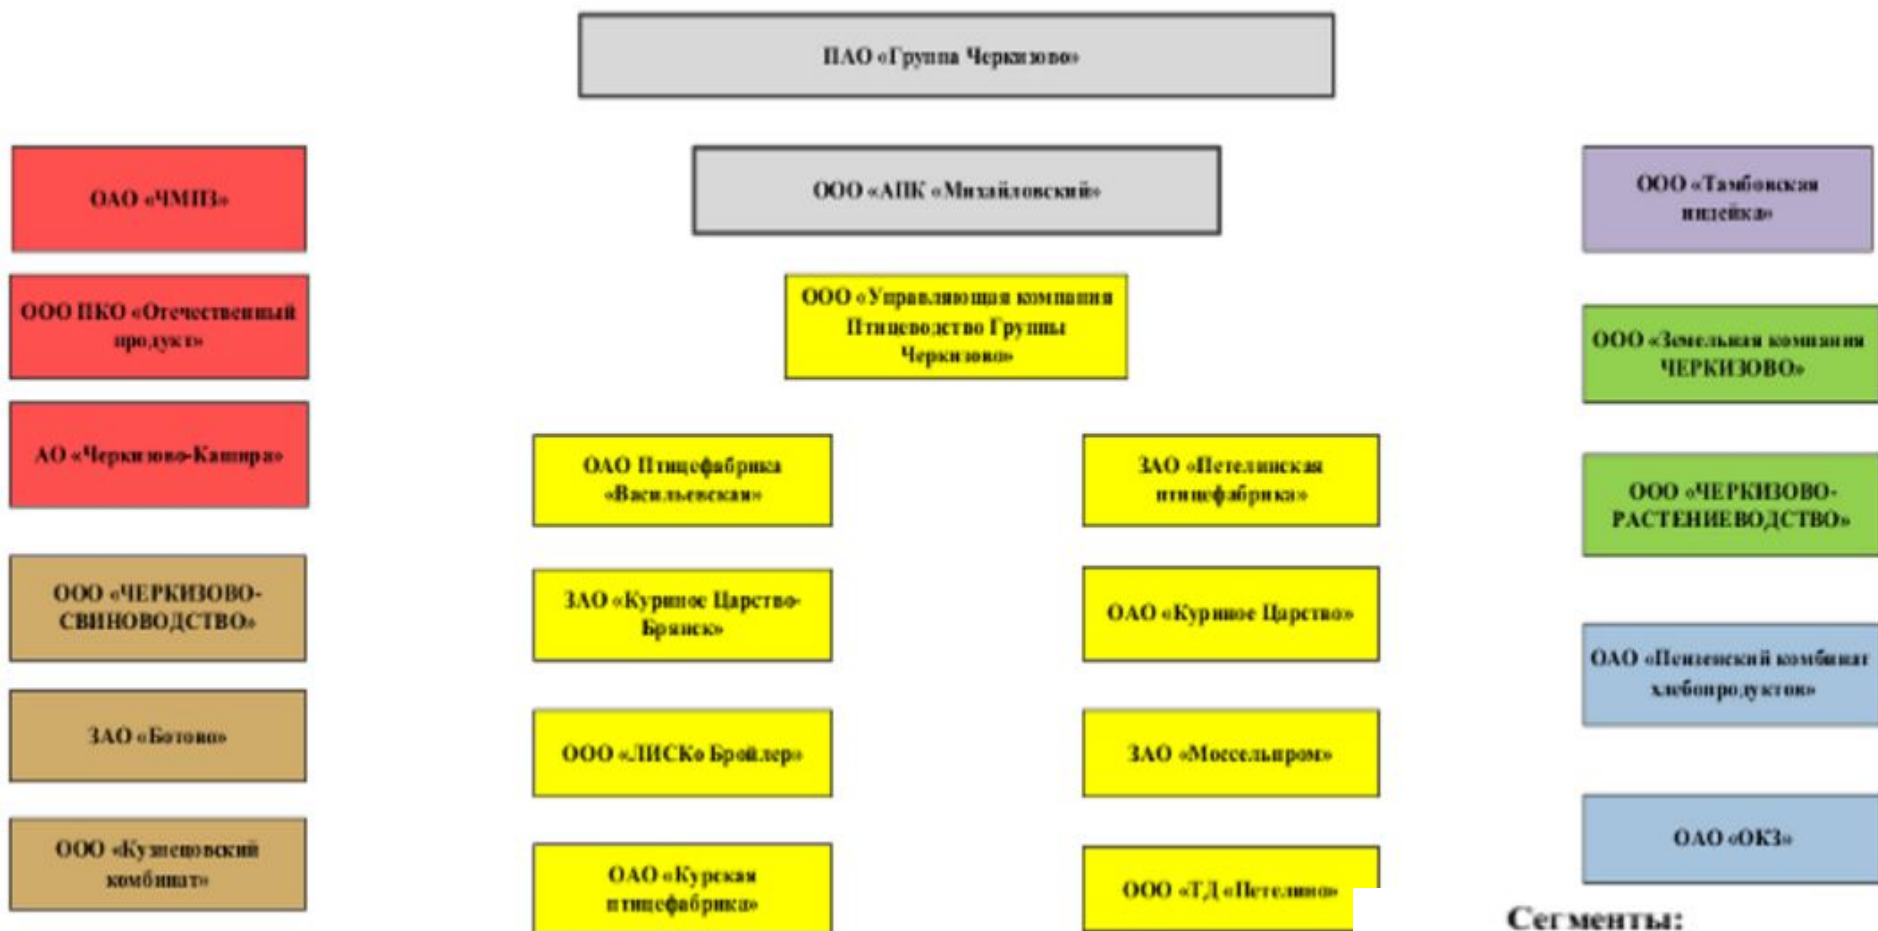 ПАО «Группа Черкизово»
ОАО «ЧМПЗ»
ООО ПКО «Отечественный
продукт»
АО «Черкизово-Кашира»
ООО «ЧЕРКИЗОВО-
СВИНОВОДСТВО»
ЗАО «Ботово»
ООО «Кузнецовский
комбинат»
ООО «АПК «Михайловский»
ООО «Управляющая компания
Птицеводство Группы
Черкизово»
ОАО Птицефабрика
«Васильевская»
ЗАО «Куриное Царство-
Брянск»
ООО «ЛИСКо Бройлер»
ОАО «Курская
птицефабрика»
ЗАО «Петелинская
птицефабрика»
ОАО «Куриное Царство»
ЗАО «Моссельпром»
ООО «ТД «Петелино»
ООО «Тамбовская
индейка»
ООО «Земельная компания
ЧЕРКИЗОВО»
ООО «ЧЕРКИЗОВО-
РАСТЕНИЕВОДСТВО»
ОАО «Пензенский комбинат
хлебопродуктов»
ОАО «ОКЗ»
Сегменты: